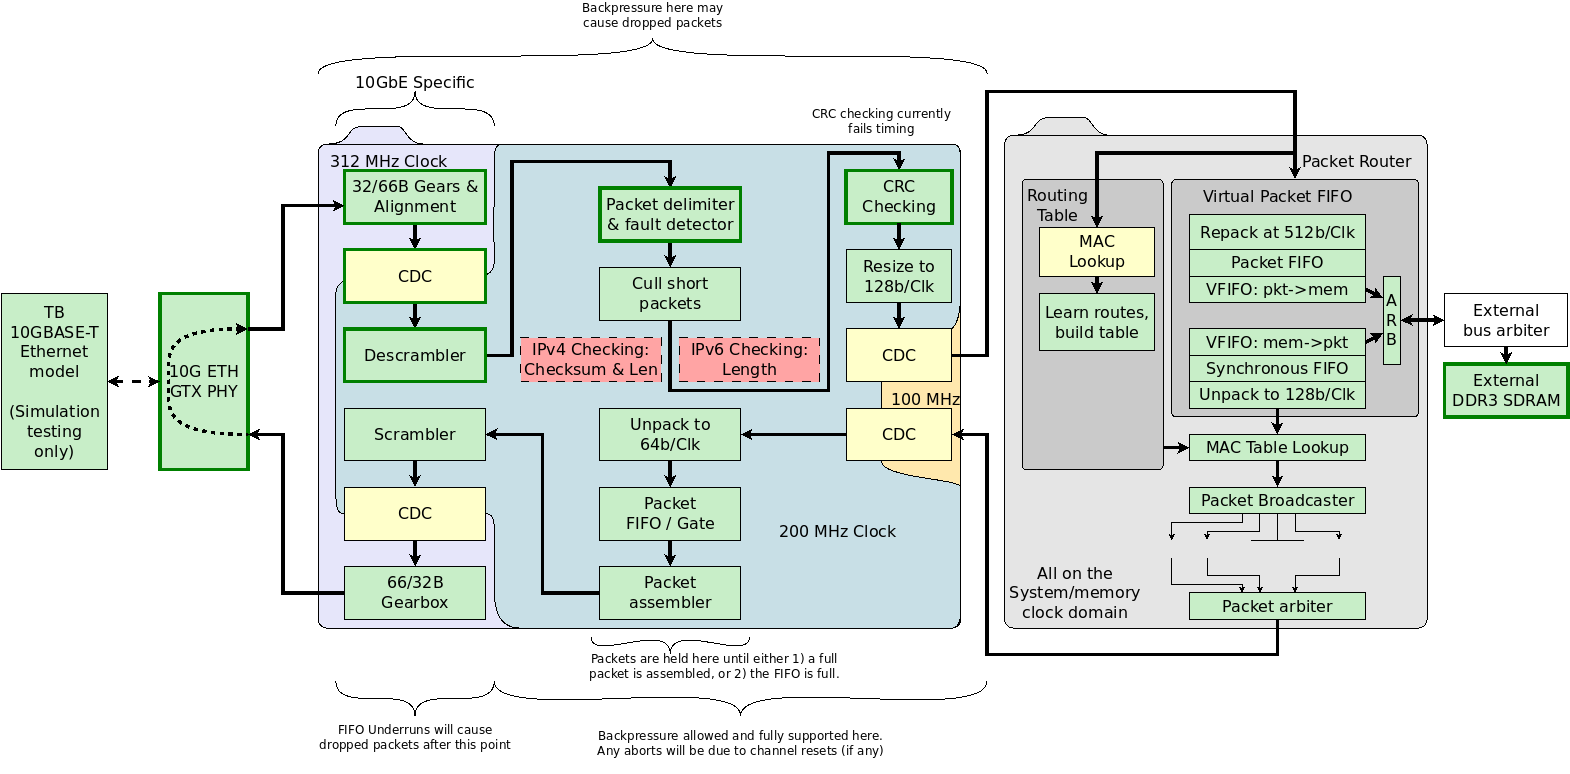 Backpressure here may
cause dropped packets
10GbE Specific
CRC checking currently
fails timing
312 MHz Clock
32/66B Gears &
Alignment
CDC
Descrambler
Packet delimiter
& fault detector
Cull short
packets
IPv4 Checking:
Checksum & Len
IPv6 Checking:
Length
CRC
Checking
Resize to
128b/Clk
CDC
100 MHz
CDC
Unpack to
64b/Clk
Packet
FIFO / Gate
Packet
assembler
200 MHz Clock
Scrambler
CDC
66/32B
Gearbox
TB
10GBASE-T
Ethernet
model
(Simulation
testing
only)
10G ETH
GTX PHY
Packet Router
Routing
Table
MAC
Lookup
Learn routes,
build table
Virtual Packet FIFO
Repack at 512b/Clk
Packet FIFO
VFIFO: pkt->mem
VFIFO: mem->pkt
Synchronous FIFO
Unpack to 128b/Clk
A
R
B
External
bus arbiter
External
DDR3 SDRAM
MAC Table Lookup
Packet Broadcaster
Packet arbiter
All on the
System/memory
clock domain
Packets are held here until either 1) a full
packet is assembled, or 2) the FIFO is full.
FIFO Underruns will cause
dropped packets after this point
Backpressure allowed and fully supported here.
Any aborts will be due to channel resets (if any)